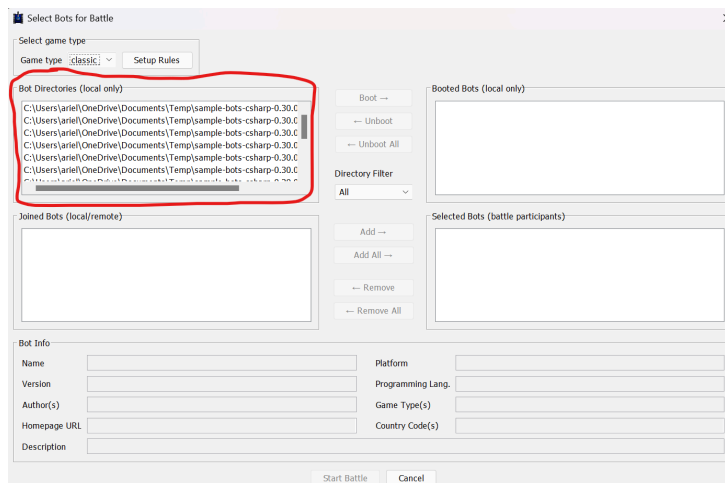 Select Bots for Battle
Select game type
Game type classic Setup Rules
Bot Directories (local only)
C:\Users\ariel\OneDrive\Documents\Temp\sample-bots-csharp-0.30.0
C:\Users\ariel\OneDrive\Documents\Temp\sample-bots-csharp-0.30.0
C:\Users\ariel\OneDrive\Documents\Temp\sample-bots-csharp-0.30.0
C:\Users\ariel\OneDrive\Documents\Temp\sample-bots-csharp-0.30.0
C:\Users\ariel\OneDrive\Documents\Temp\sample-bots-csharp-0.30.0
C:\Users\ariel\OneDrive\Documents\Temp\sample-bots-csharp-0.30.0
Boot →
← Unboot
← Unboot All
Directory Filter
All
Booted Bots (local only)
Joined Bots (local/remote)
Add →
Add All →
← Remove
← Remove All
Selected Bots (battle participants)
Bot Info
Name
Platform
Version
Programming Lang.
Author(s)
Game Type(s)
Homepage URL
Country Code(s)
Description
Start Battle
Cancel